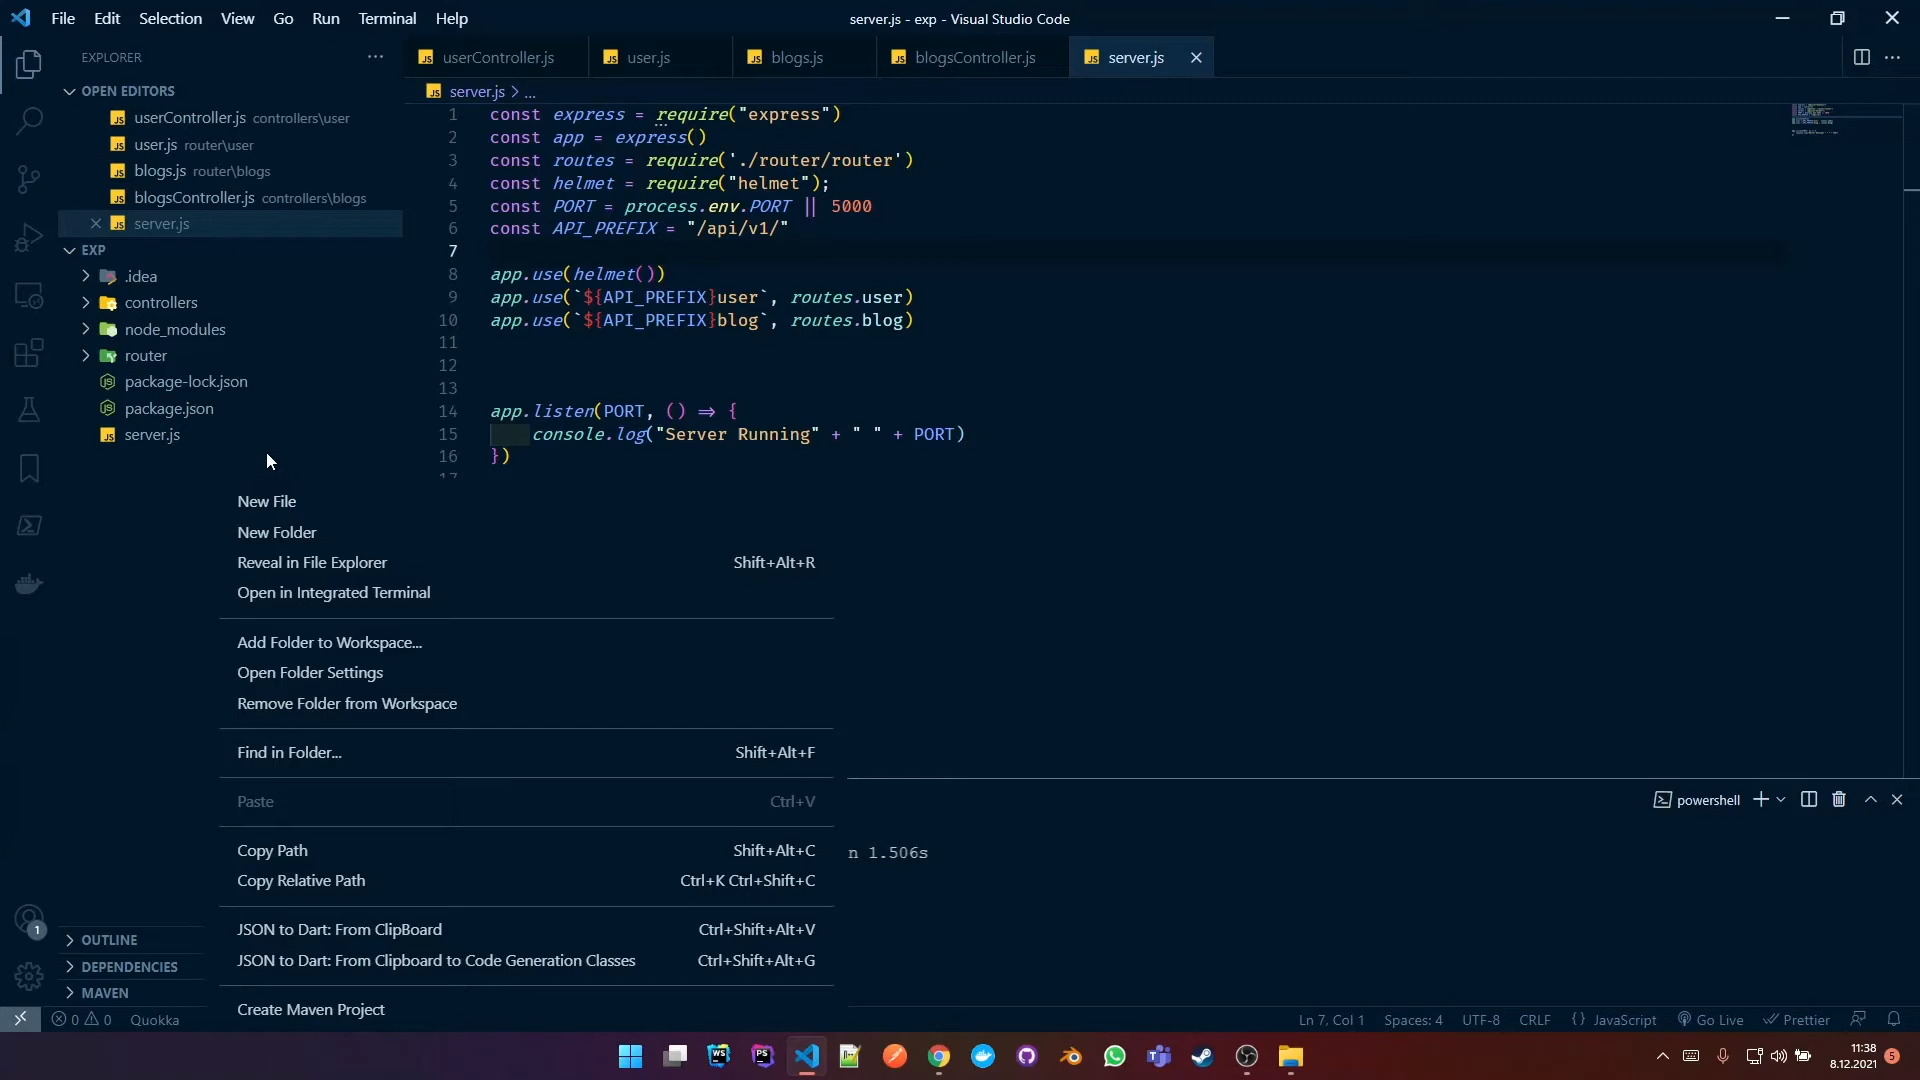 File Edit Selection View Go Run Terminal Help
server.js - exp - Visual Studio Code
EXPLORER
OPEN EDITORS
userController.js controllers\user
user.js router\user
blogs.js router\blogs
blogsController.js controllers\blogs
server.js
EXP
.idea
controllers
node_modules
router
package-lock.json
package.json
server.js
userController.js user.js blogs.js blogsController.js server.js
server.js > ...
1 const express = require("express")
2 const app = express()
3 const routes = require('./router/router')
4 const helmet = require("helmet");
5 const PORT = process.env.PORT || 5000
6 const API_PREFIX = "/api/v1/"
7
8 app.use(helmet())
9 app.use(`${API_PREFIX}user`, routes.user)
10 app.use(`${API_PREFIX}blog`, routes.blog)
11
12
13
14 app.listen(PORT, () => {
15 console.log("Server Running" + " " + PORT)
16 })
17
New File
New Folder
Reveal in File Explorer Shift+Alt+R
Open in Integrated Terminal
Add Folder to Workspace...
Open Folder Settings
Remove Folder from Workspace
Find in Folder... Shift+Alt+F
Paste Ctrl+V
Copy Path Shift+Alt+C
Copy Relative Path Ctrl+K Ctrl+Shift+C
JSON to Dart: From ClipBoard Ctrl+Shift+Alt+V
JSON to Dart: From Clipboard to Code Generation Classes Ctrl+Shift+Alt+G
Create Maven Project
powershell
n 1.506s
1
OUTLINE
DEPENDENCIES
MAVEN
0 0 Quokka
Ln 7, Col 1 Spaces: 4 UTF-8 CRLF {} JavaScript Go Live Prettier
WS PS
11:38
8.12.2021
5